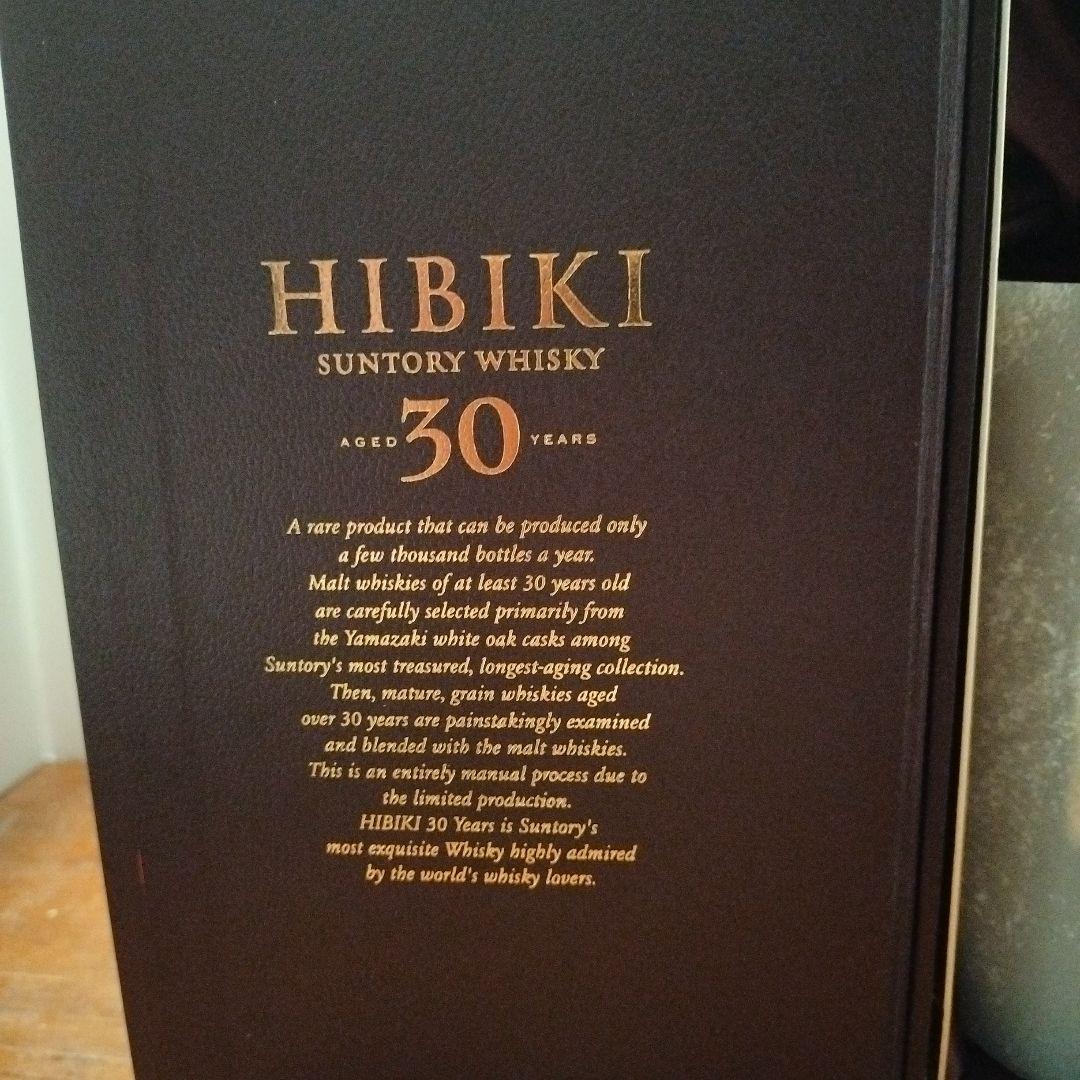 HIBIKI
SUNTORY WHISKY
AGED 30 YEARS
A rare product that can be produced only
a few thousand bottles a year.
Malt whiskies of at least 30 years old
are carefully selected primarily from
the Yamazaki white oak casks among
Suntory's most treasured, longest-aging collection.
Then, mature, grain whiskies aged
over 30 years are painstakingly examined
and blended with the malt whiskies.
This is an entirely manual process due to
the limited production.
HIBIKI 30 Years is Suntory's
most exquisite Whisky highly admired
by the world's whisky lovers.